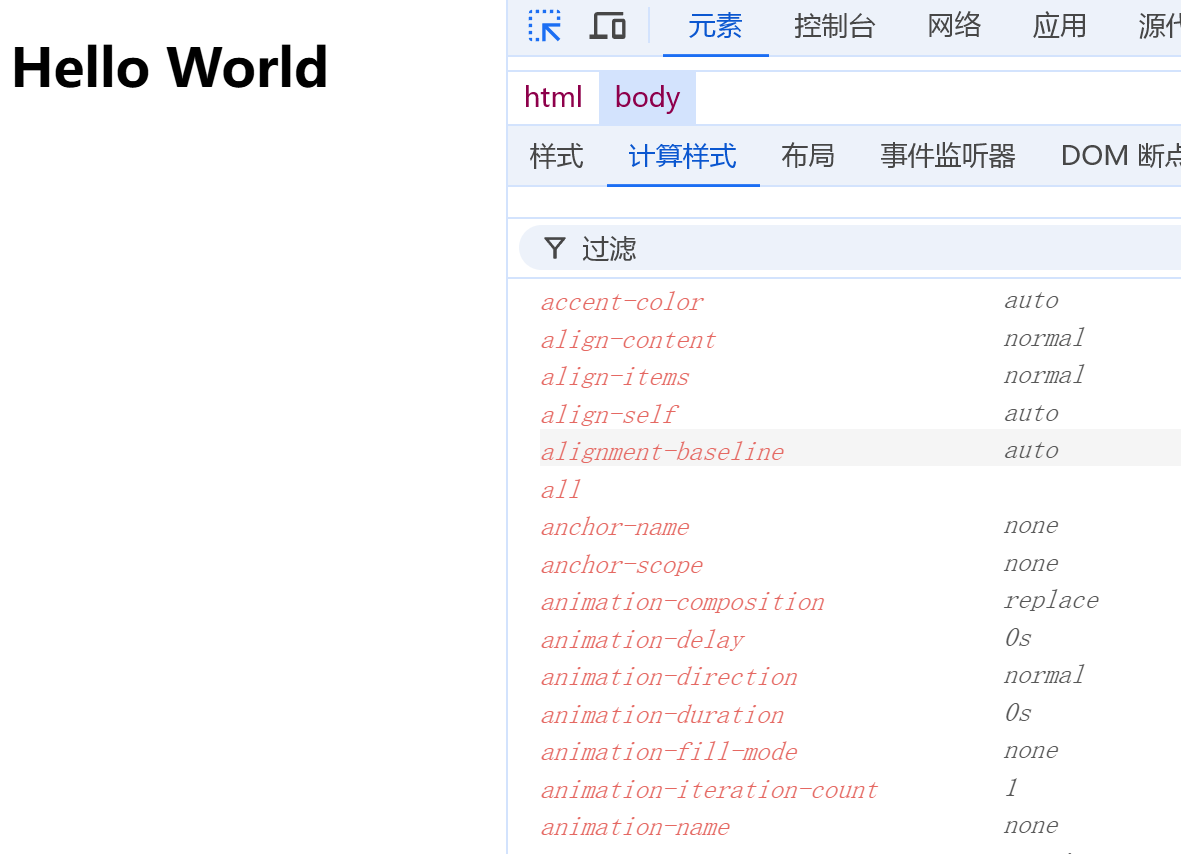 Hello World
元素 控制台 网络 应用
html body
样式 计算样式 布局 事件监听器 DOM 断点
过滤
accent-color auto
align-content normal
align-items normal
align-self auto
alignment-baseline auto
all
anchor-name none
anchor-scope none
animation-composition replace
animation-delay 0s
animation-direction normal
animation-duration 0s
animation-fill-mode none
animation-iteration-count 1
animation-name none